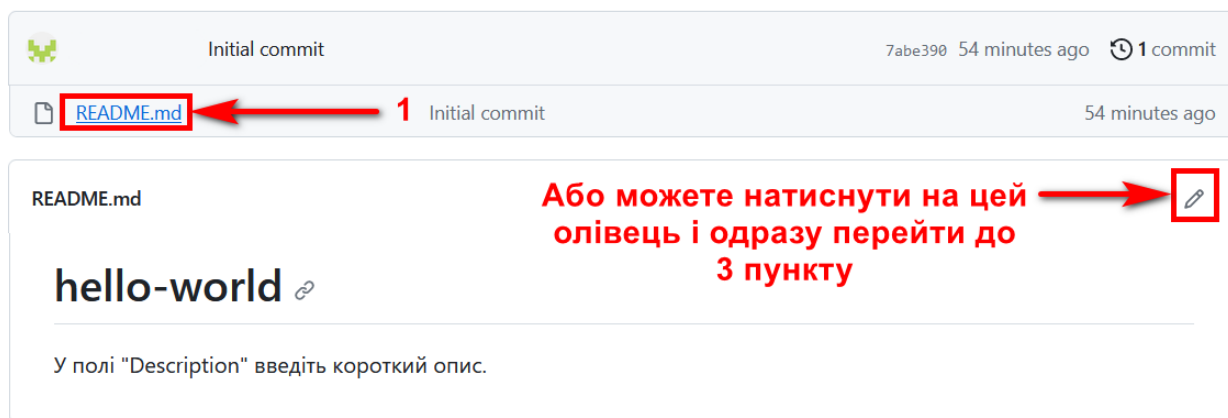 Initial commit 7abe390 54 minutes ago 1 commit
README.md 1 Initial commit 54 minutes ago
README.md
Або можете натиснути на цей
олівець і одразу перейти до
3 пункту
hello-world
У полі "Description" введіть короткий опис.